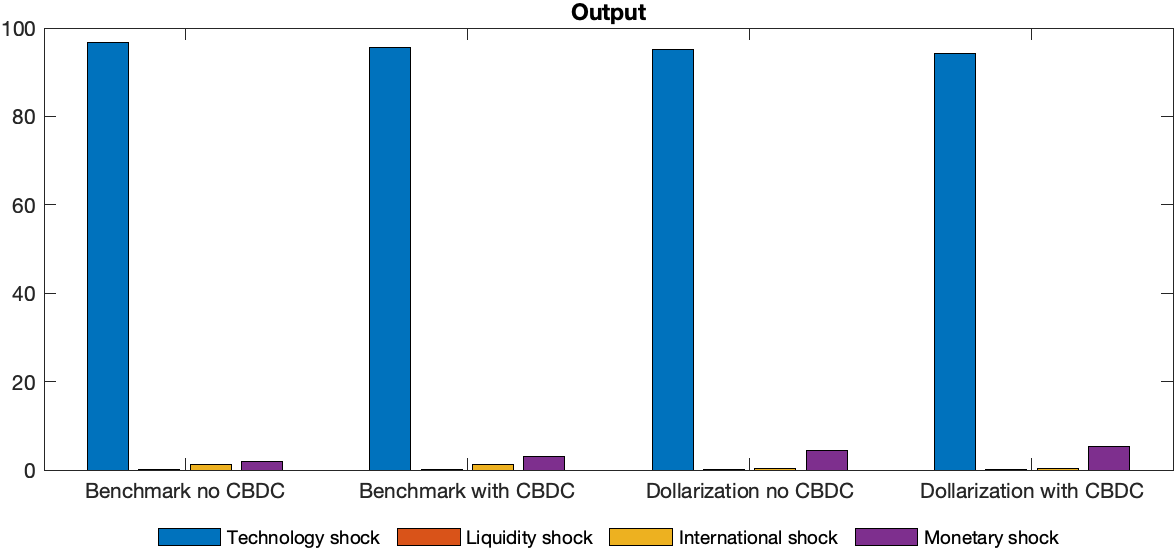 Output
100
80
60
40
20
0
Benchmark no CBDC Benchmark with CBDC Dollarization no CBDC Dollarization with CBDC
Technology shock Liquidity shock International shock Monetary shock